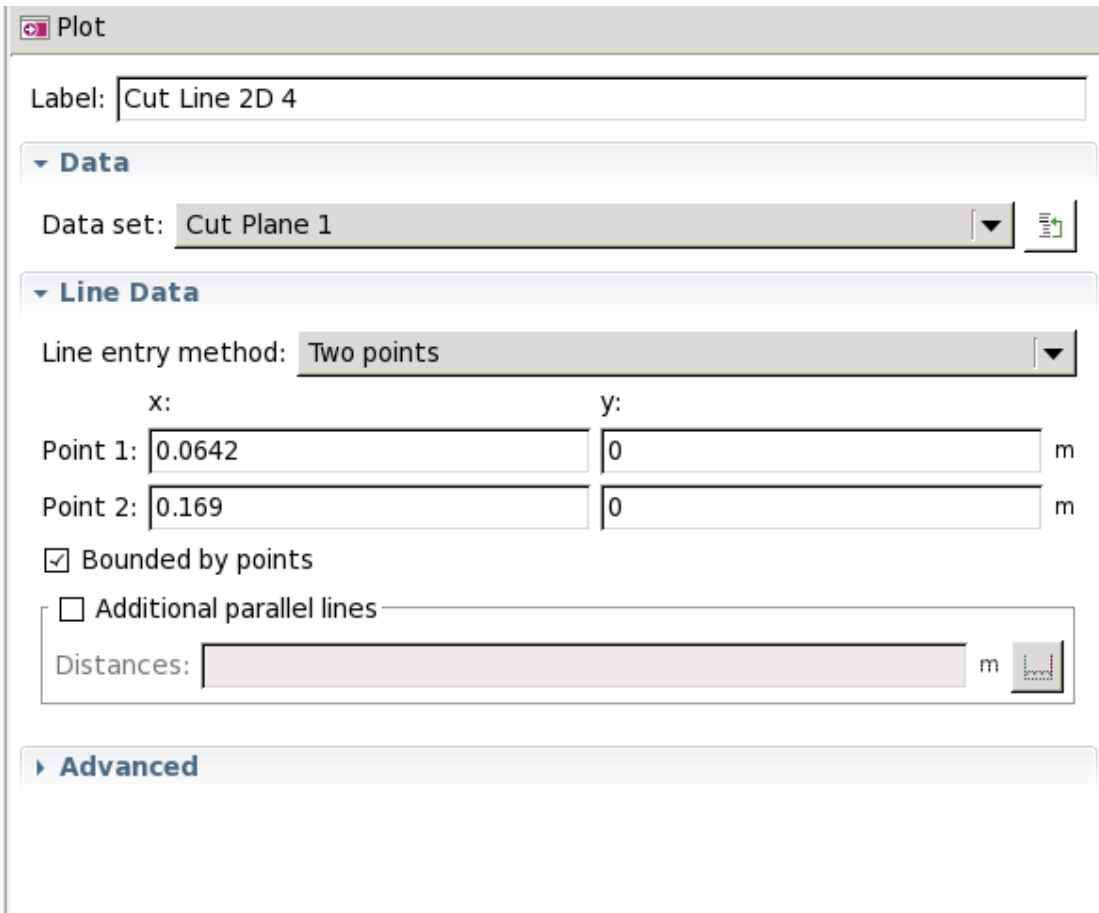 Plot
Label: Cut Line 2D 4
Data
Data set: Cut Plane 1
Line Data
Line entry method: Two points
x: y:
Point 1: 0.0642 0 m
Point 2: 0.169 0 m
Bounded by points
Additional parallel lines
Distances: m
Advanced